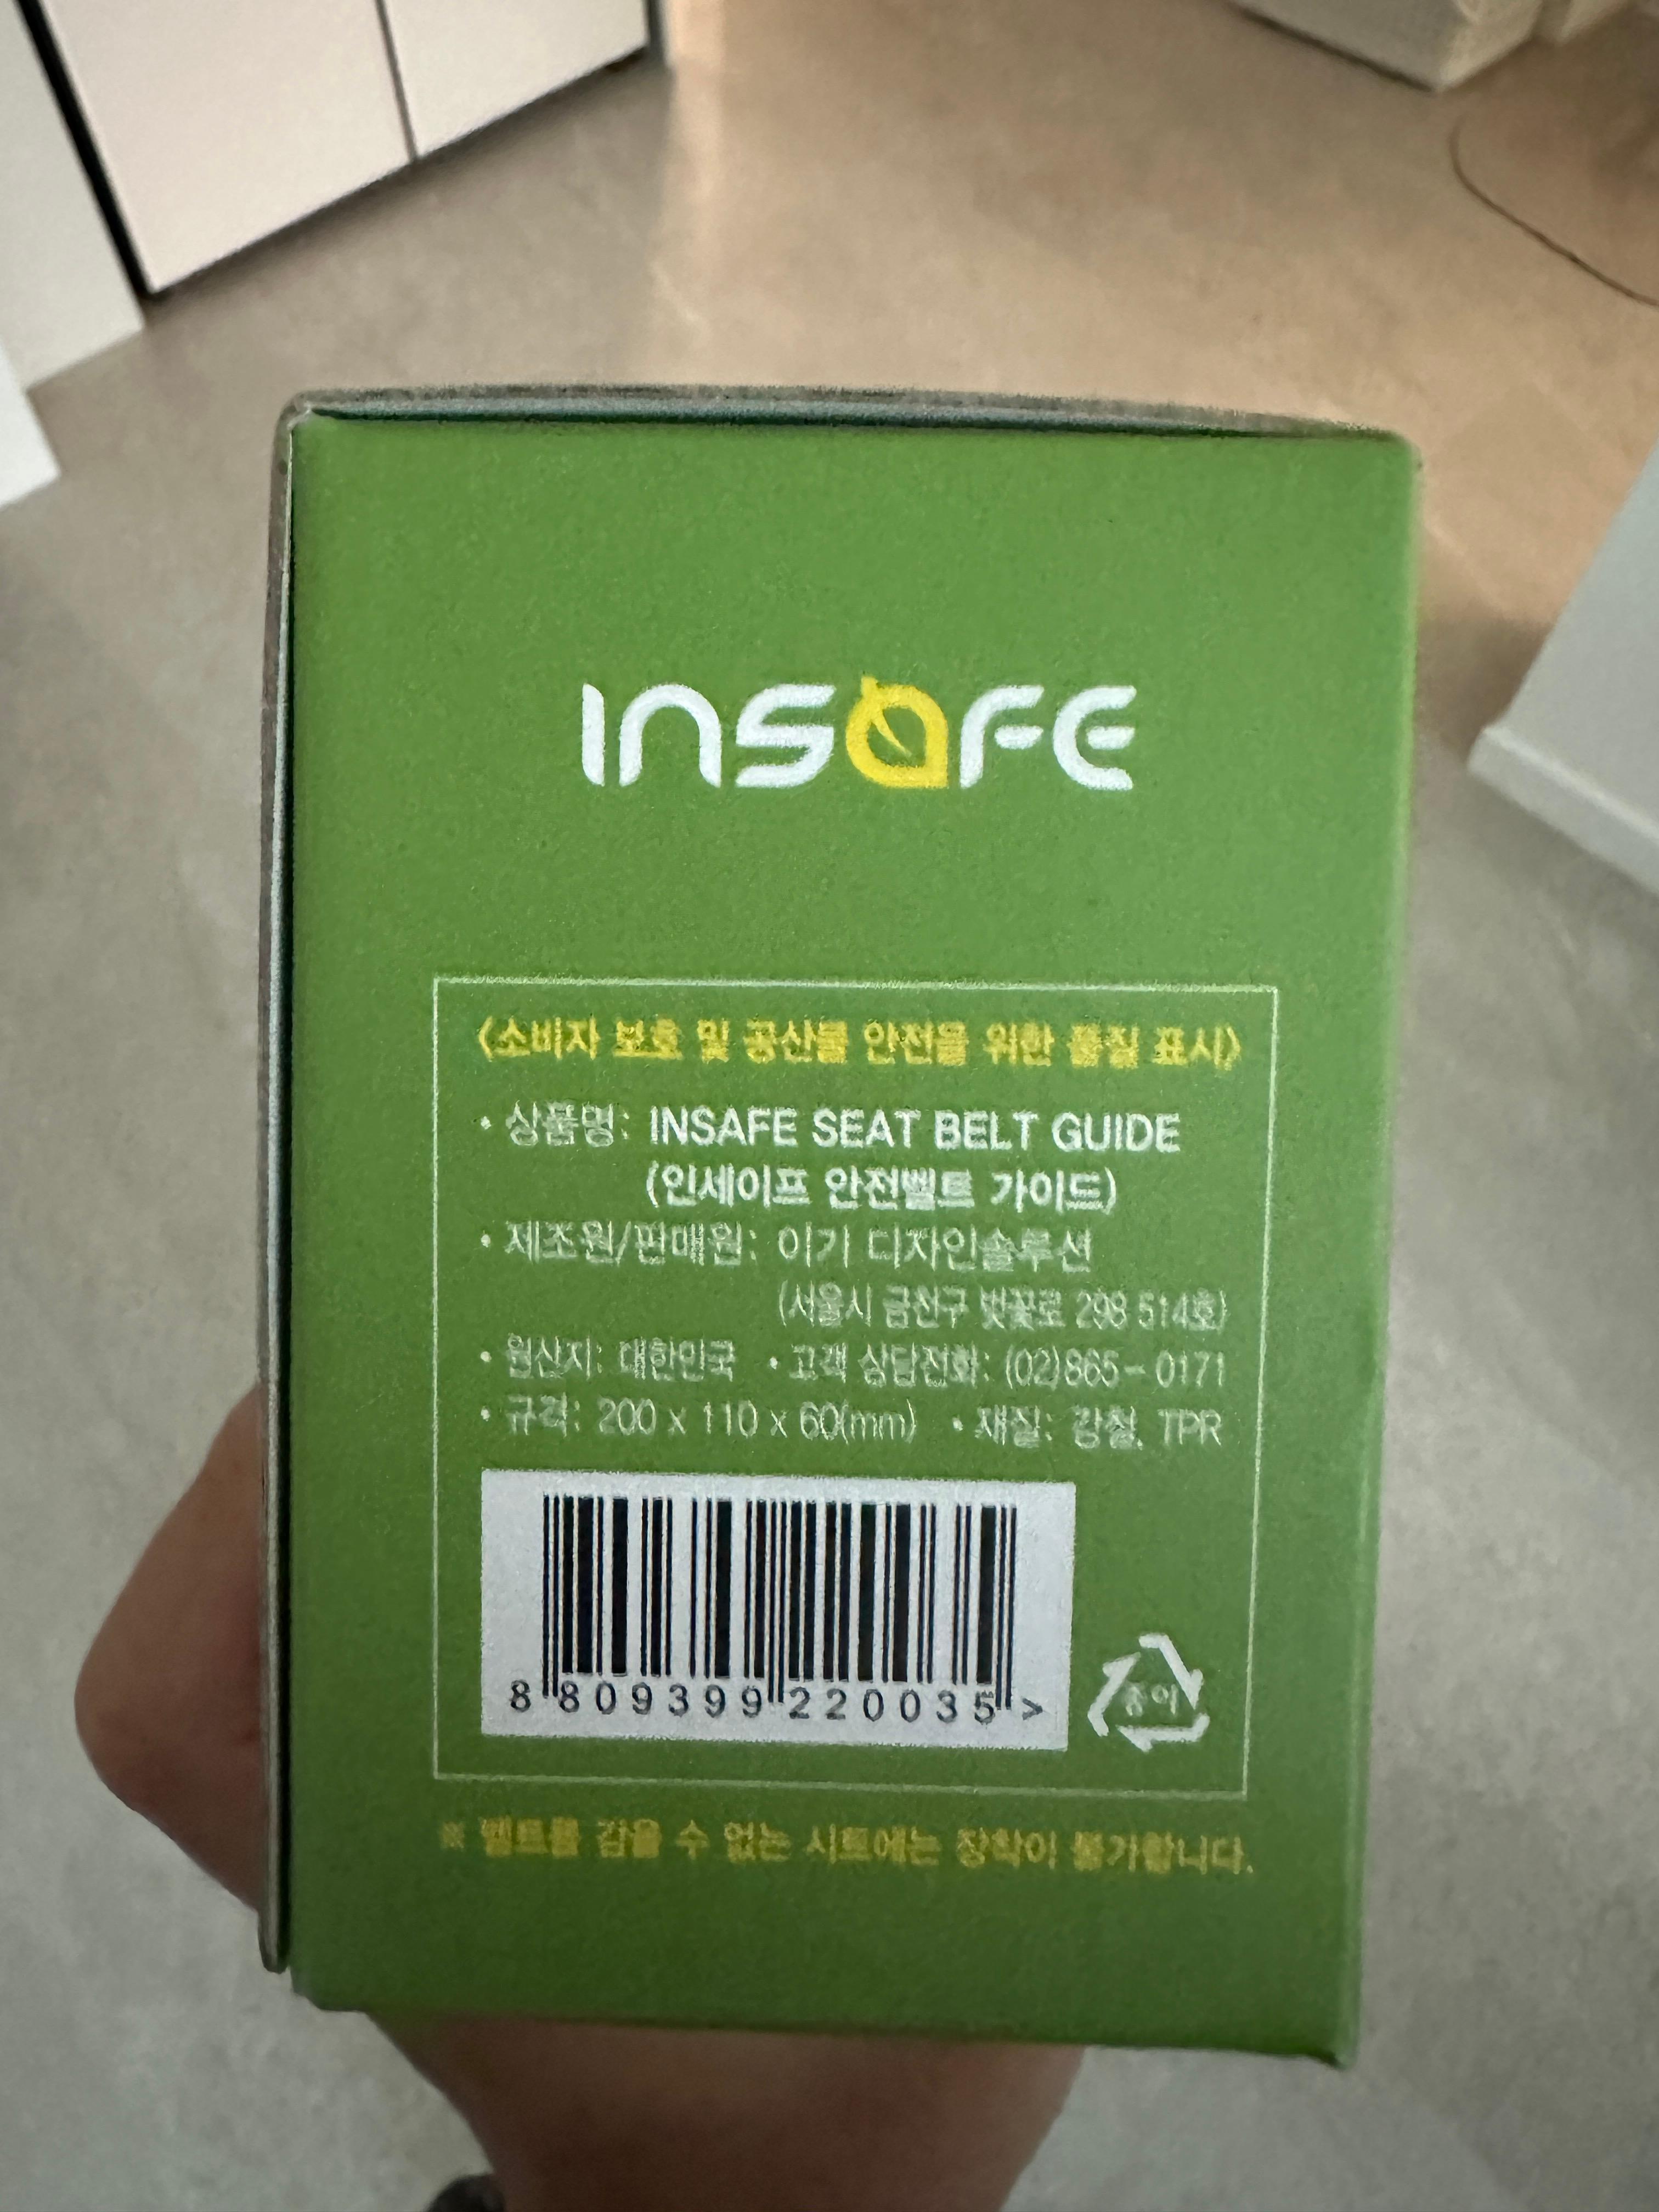 INSAFE
<소비자 보호 및 공산품 안전을 위한 품질 표시>
• 상품명: INSAFE SEAT BELT GUIDE
(인세이프 안전벨트 가이드)
• 제조원/판매원: 이기 디자인솔루션
(서울시 금천구 벚꽃로 298 514호)
• 원산지: 대한민국 • 고객 상담전화: (02)865-0171
• 규격: 200 x 110 x 60(mm) • 재질: 강철, TPR
8 809399 220035 >
종이
※ 벨트를 감을 수 없는 시트에는 장착이 불가합니다.